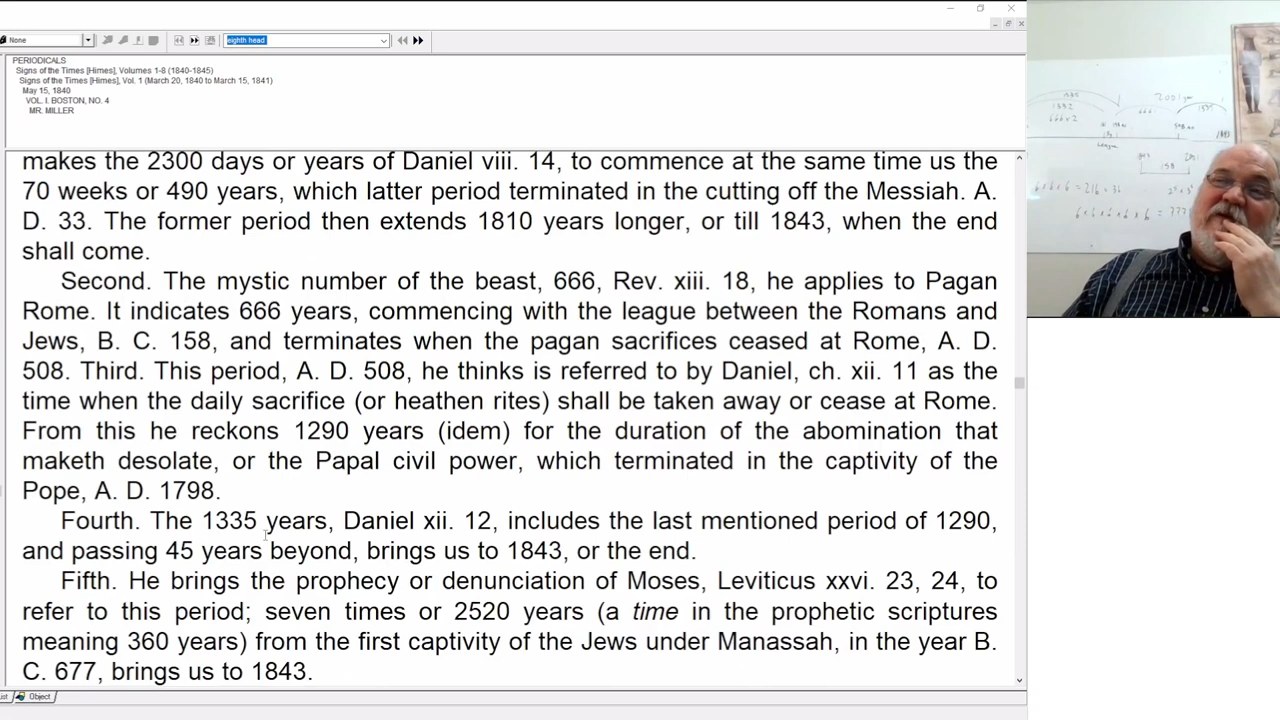 None
eighth head
PERIODICALS
Signs of the Times [Himes], Volumes 1-8 (1840-1845)
Signs of the Times [Himes], Vol. 1 (March 20, 1840 to March 15, 1841)
May 15, 1840
VOL. I. BOSTON, NO. 4
MR. MILLER
makes the 2300 days or years of Daniel viii. 14, to commence at the same time us the
70 weeks or 490 years, which latter period terminated in the cutting off the Messiah. A.
D. 33. The former period then extends 1810 years longer, or till 1843, when the end
shall come.
Second. The mystic number of the beast, 666, Rev. xiii. 18, he applies to Pagan
Rome. It indicates 666 years, commencing with the league between the Romans and
Jews, B. C. 158, and terminates when the pagan sacrifices ceased at Rome, A. D.
508. Third. This period, A. D. 508, he thinks is referred to by Daniel, ch. xii. 11 as the
time when the daily sacrifice (or heathen rites) shall be taken away or cease at Rome.
From this he reckons 1290 years (idem) for the duration of the abomination that
maketh desolate, or the Papal civil power, which terminated in the captivity of the
Pope, A. D. 1798.
Fourth. The 1335 years, Daniel xii. 12, includes the last mentioned period of 1290,
and passing 45 years beyond, brings us to 1843, or the end.
Fifth. He brings the prophecy or denunciation of Moses, Leviticus xxvi. 23, 24, to
refer to this period; seven times or 2520 years (a time in the prophetic scriptures
meaning 360 years) from the first captivity of the Jews under Manassah, in the year B.
C. 677, brings us to 1843.
Object
666 x 2
6 x 6 x 6 = 216 = 36